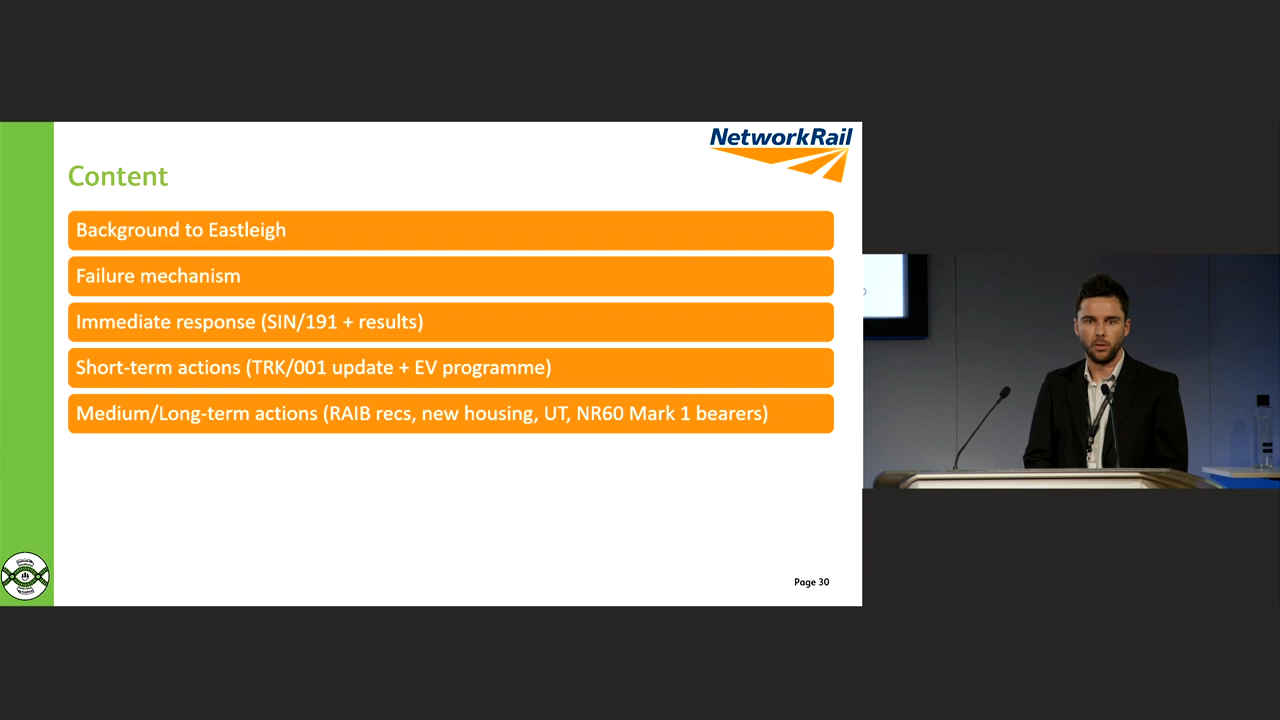 NetworkRail
Content
Background to Eastleigh
Failure mechanism
Immediate response (SIN/191 + results)
Short-term actions (TRK/001 update + EV programme)
Medium/Long-term actions (RAIB recs, new housing, UT, NR60 Mark 1 bearers)
Page 30